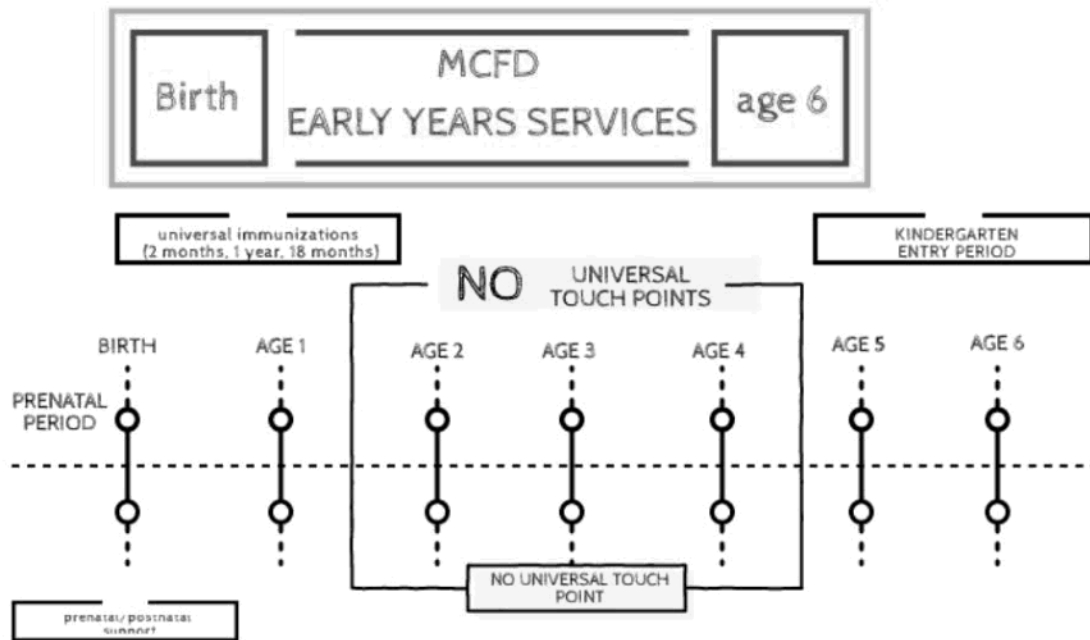 Birth
MCFD
EARLY YEARS SERVICES
age 6
universal immunizations
(2 months, 1 year, 18 months)
KINDERGARTEN
ENTRY PERIOD
NO UNIVERSAL
TOUCH POINTS
BIRTH
AGE 1
AGE 2
AGE 3
AGE 4
AGE 5
AGE 6
PRENATAL
PERIOD
NO UNIVERSAL TOUCH
POINT
prenatal/postnatal
support